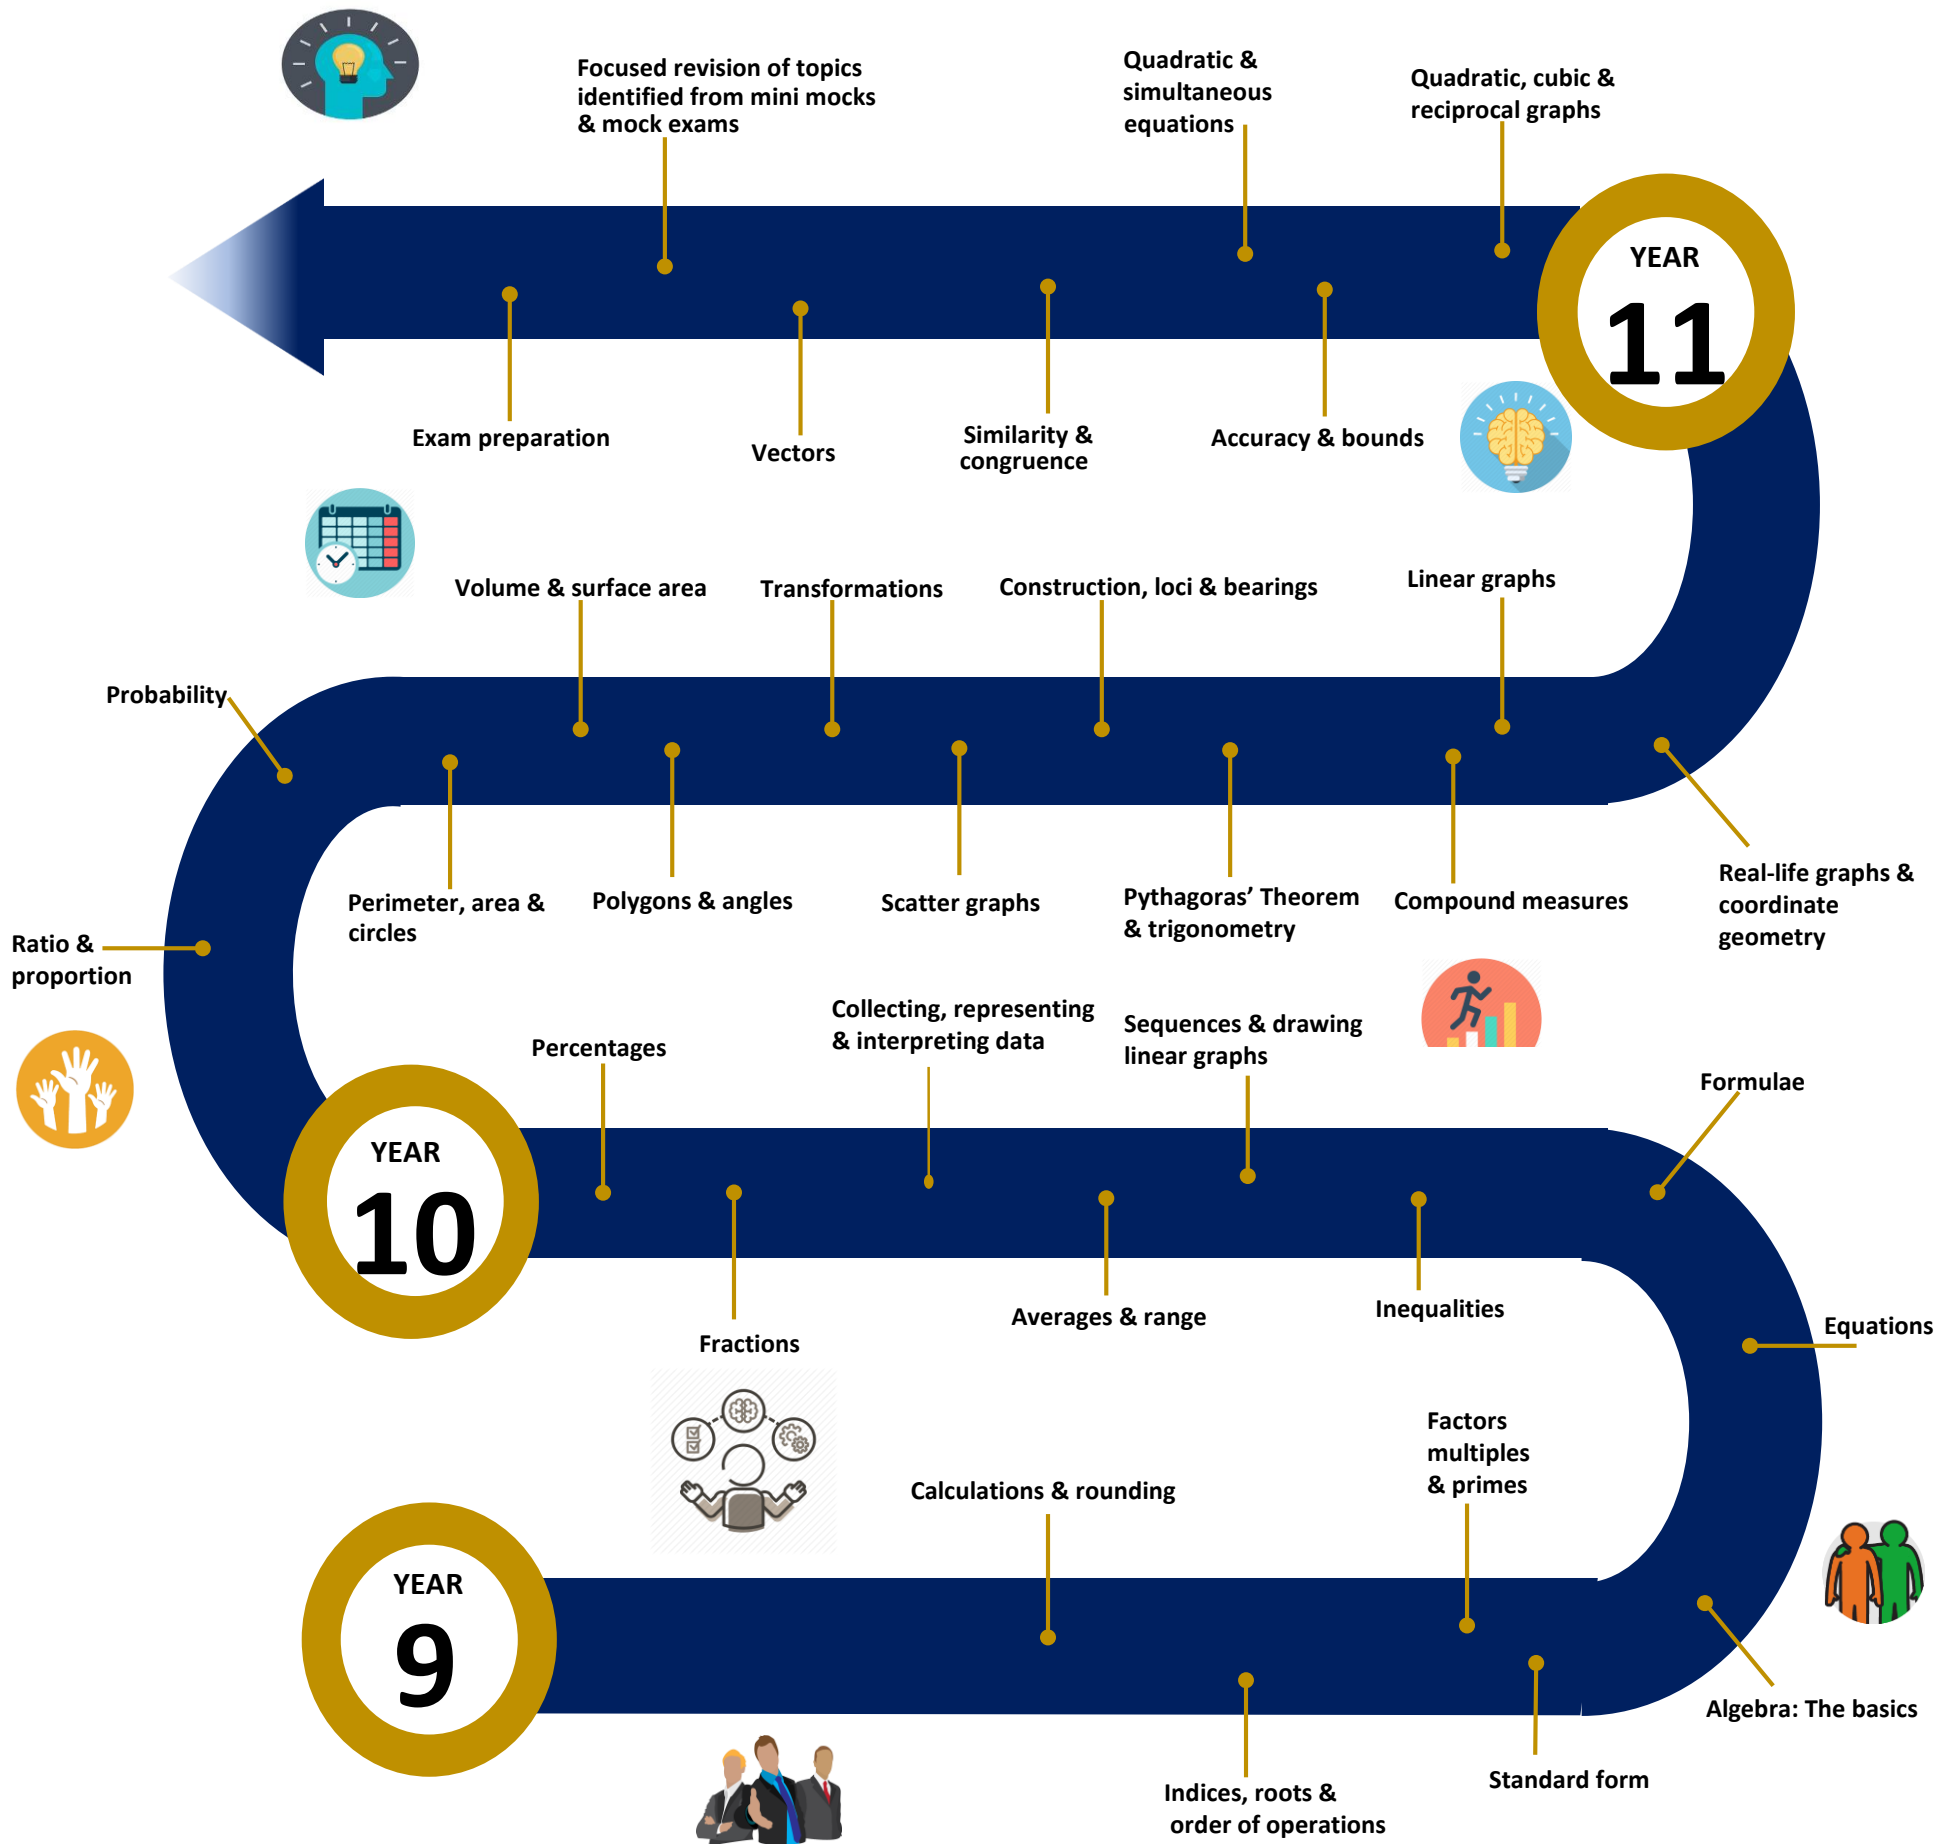 Focused revision of topics
identified from mini mocks
& mock exams
Quadratic &
simultaneous
equations
Quadratic, cubic &
reciprocal graphs
YEAR
11
Exam preparation
Vectors
Similarity &
congruence
Accuracy & bounds
Volume & surface area
Transformations
Construction, loci & bearings
Linear graphs
Probability
Perimeter, area &
circles
Polygons & angles
Scatter graphs
Pythagoras’ Theorem
& trigonometry
Compound measures
Real-life graphs &
coordinate
geometry
Ratio &
proportion
Percentages
Collecting, representing
& interpreting data
Sequences & drawing
linear graphs
Formulae
YEAR
10
Fractions
Averages & range
Inequalities
Equations
Calculations & rounding
Factors
multiples
& primes
YEAR
9
Indices, roots &
order of operations
Standard form
Algebra: The basics